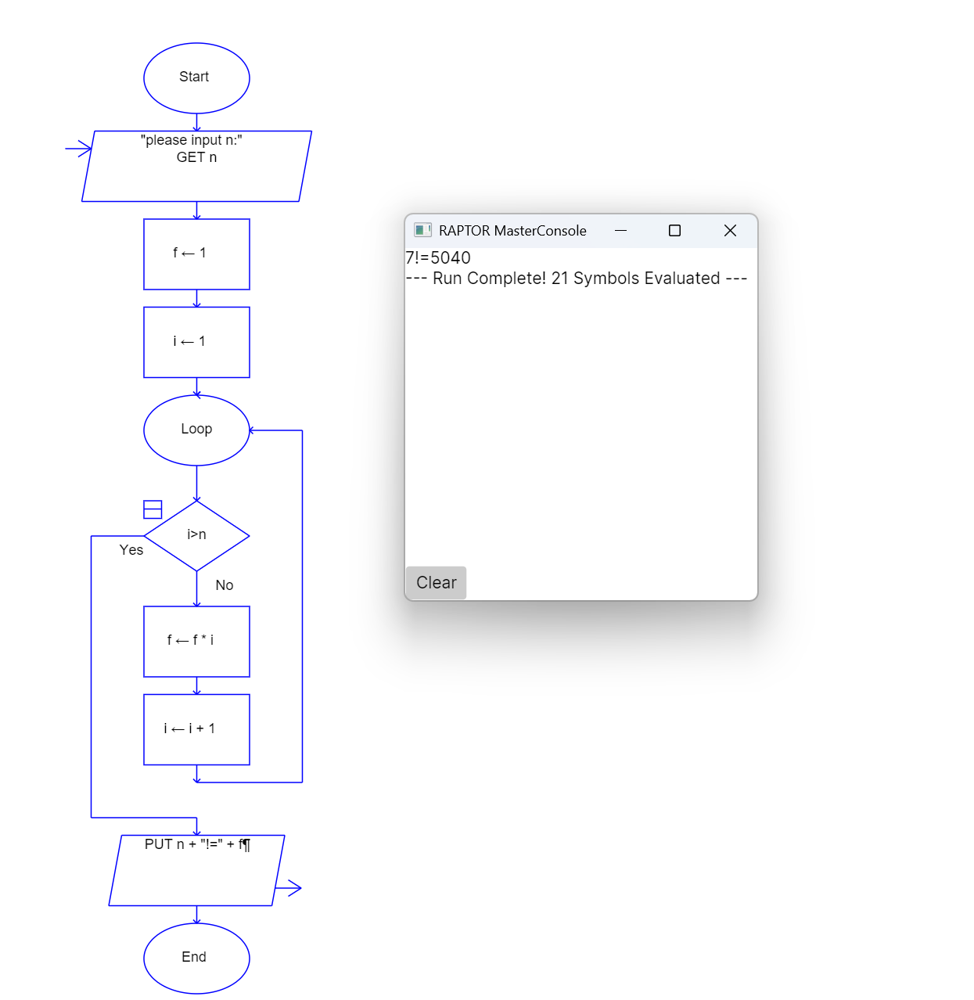 Start
"please input n:"
GET n
f ← 1
i ← 1
Loop
i>n
Yes
No
f ← f * i
i ← i + 1
PUT n + "!=" + f¶
End
RAPTOR MasterConsole
7!=5040
--- Run Complete! 21 Symbols Evaluated ---
Clear